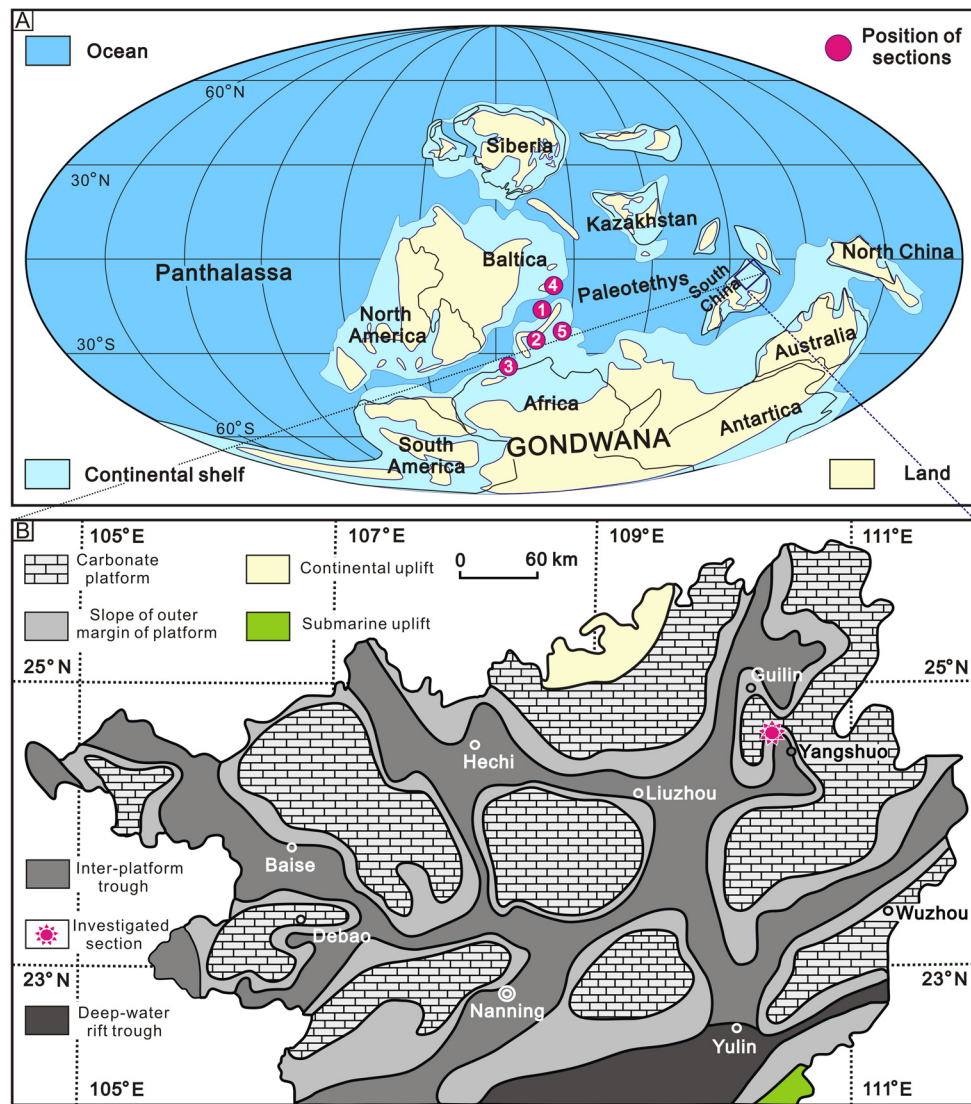 A
Ocean
Position of
sections
60°N
30°N
Siberia
Kazakhstan
Baltica
North China
Panthalassa
Paleotethys
South
China
4
1
North
America
5
2
Australia
30°S
3
Africa
Antartica
60°S
South
America
GONDWANA
Continental shelf
Land
B
105°E
107°E
109°E
111°E
Carbonate
platform
Continental uplift
0
60 km
Slope of outer
margin of platform
Submarine uplift
25°N
25°N
Guilin
Hechi
Yangshuo
Liuzhou
Baise
Inter-platform
trough
Investigated
section
Debao
Wuzhou
23°N
23°N
Nanning
Deep-water
rift trough
Yulin
105°E
111°E